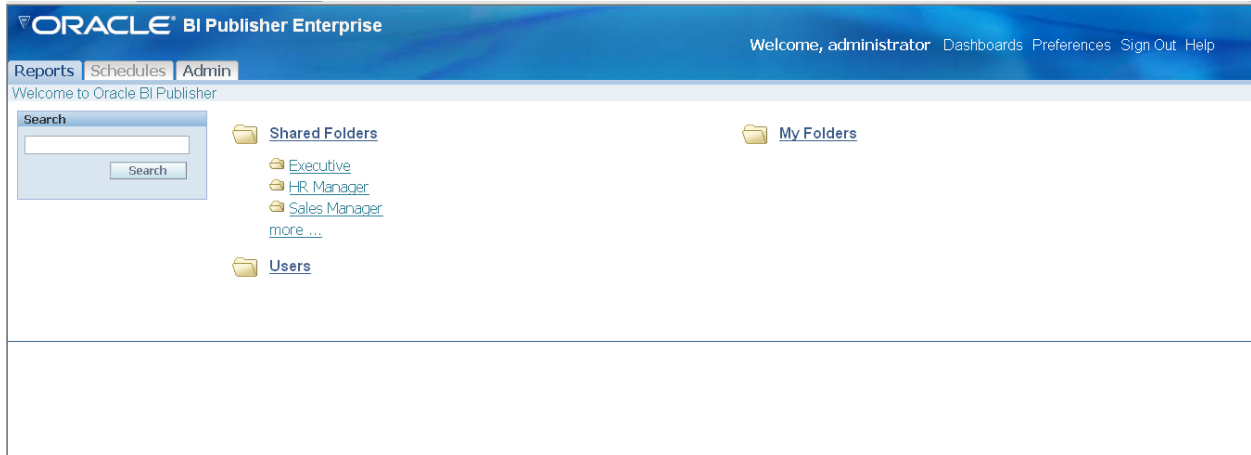 ORACLE® BI Publisher Enterprise
Welcome, administrator Dashboards Preferences Sign Out Help
Reports Schedules Admin
Welcome to Oracle BI Publisher
Search
Search
Shared Folders
Executive
HR Manager
Sales Manager
more ...
Users
My Folders